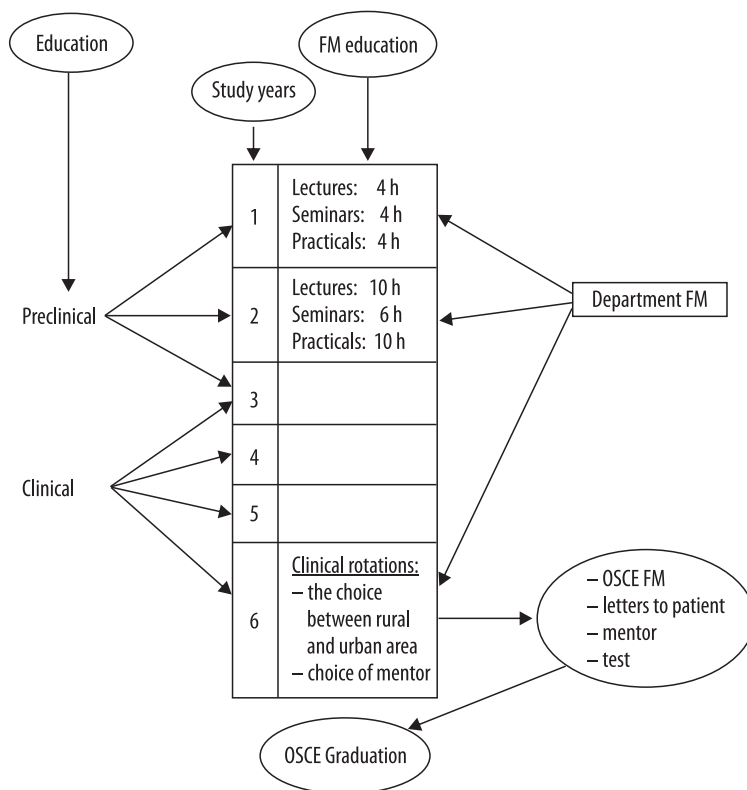 Education
FM education
Study years
1
Lectures: 4 h
Seminars: 4 h
Practicals: 4 h
Preclinical
2
Lectures: 10 h
Seminars: 6 h
Practicals: 10 h
Department FM
3
4
Clinical
5
6
Clinical rotations:
– the choice
between rural
and urban area
– choice of mentor
– OSCE FM
– letters to patient
– mentor
– test
OSCE Graduation